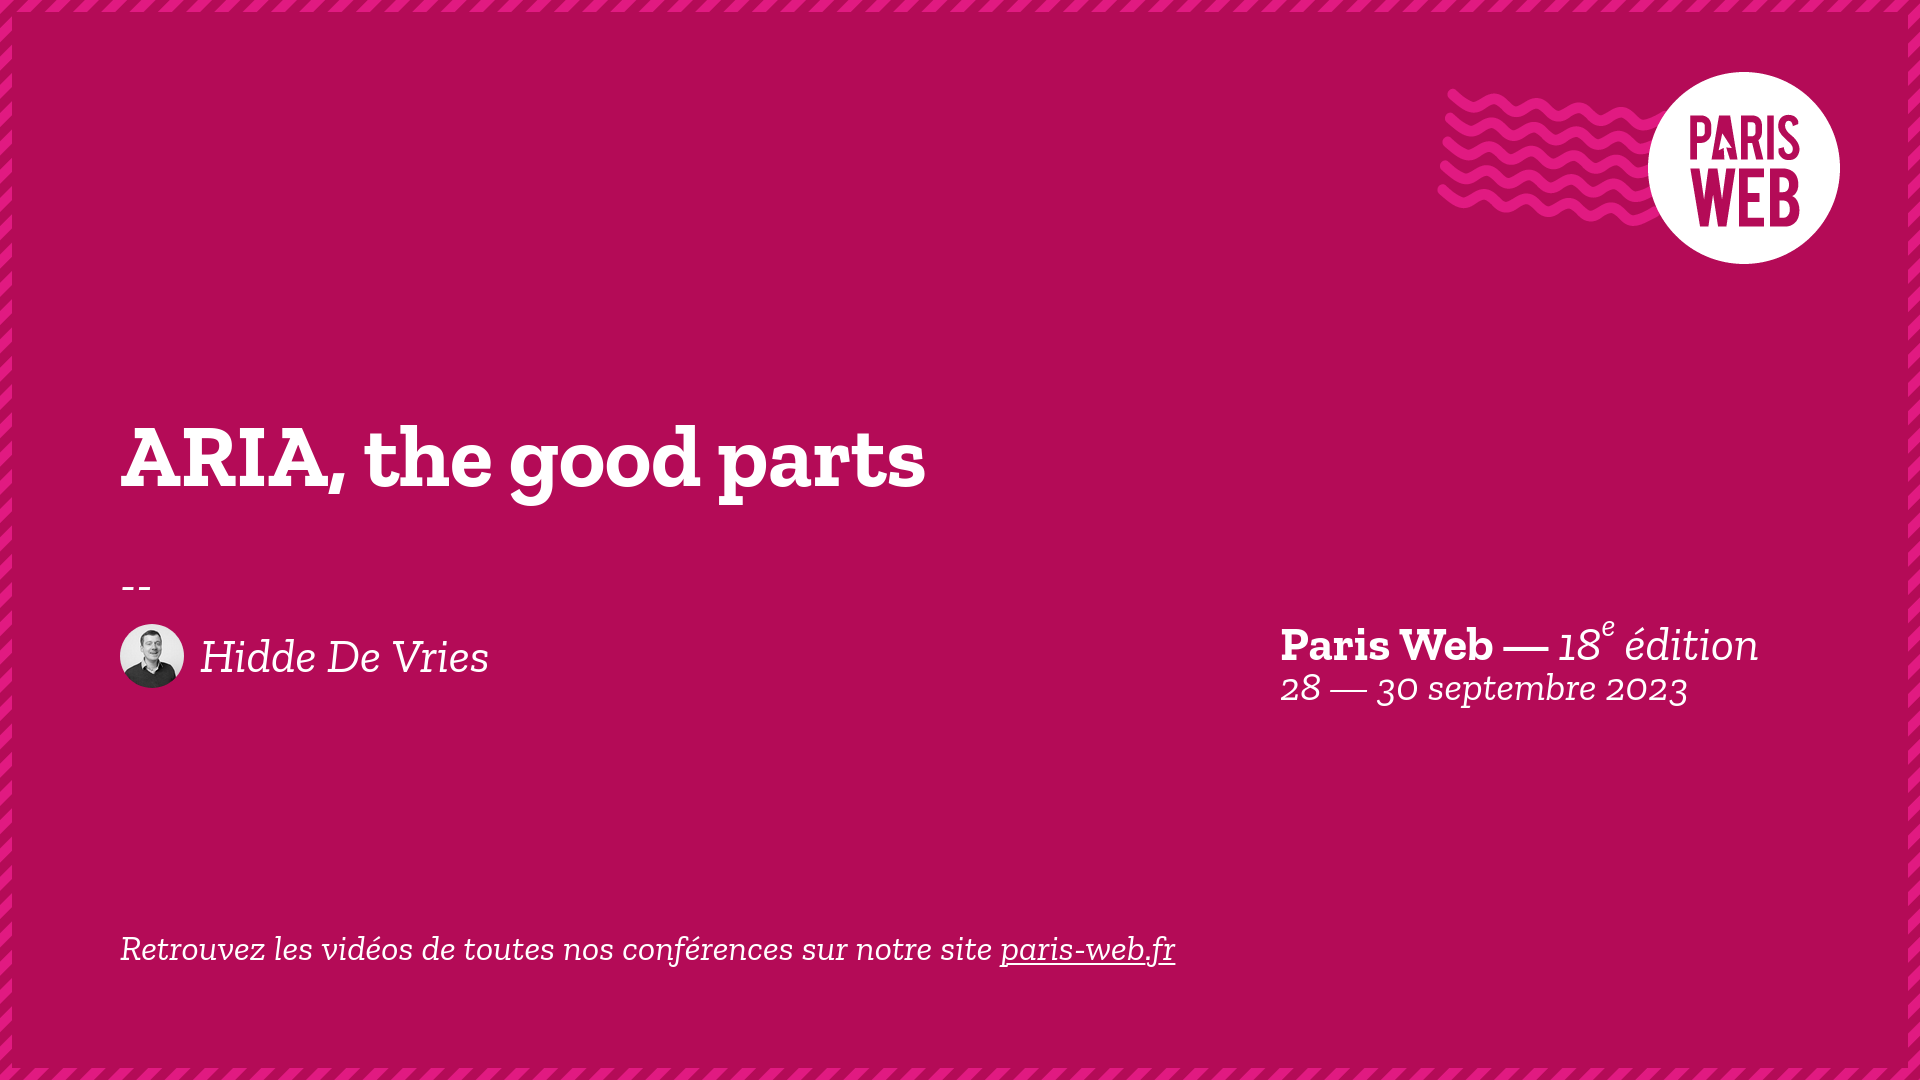 PARIS
WEB
ARIA, the good parts
--
Hidde De Vries
Paris Web — 18e édition
28 — 30 septembre 2023
Retrouvez les vidéos de toutes nos conférences sur notre site paris-web.fr